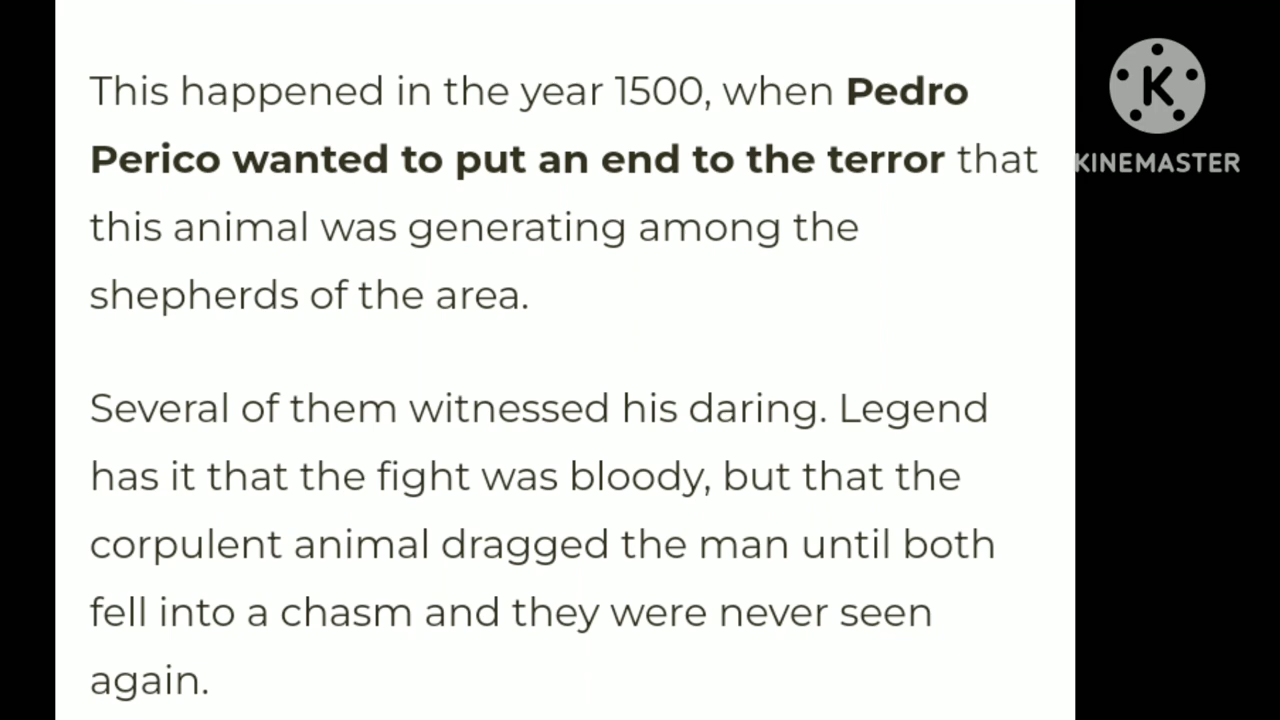 This happened in the year 1500, when Pedro
Perico wanted to put an end to the terror that
this animal was generating among the
shepherds of the area.
Several of them witnessed his daring. Legend
has it that the fight was bloody, but that the
corpulent animal dragged the man until both
fell into a chasm and they were never seen
again.
K
KINEMASTER